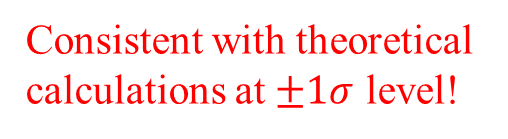 Consistent with theoretical
calculations at ±1σ level!